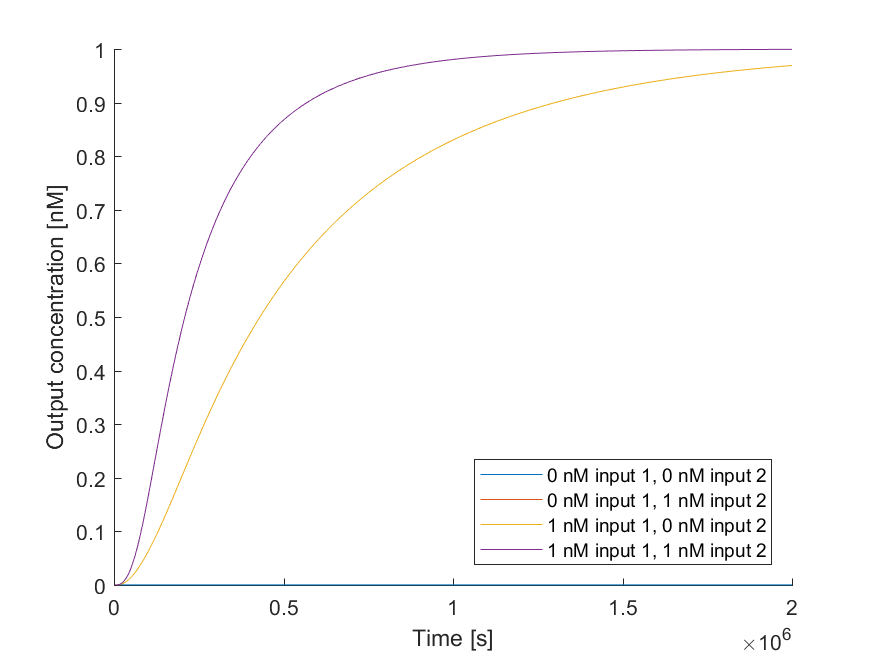 1
0.9
0.8
0.7
0.6
0.5
0.4
0.3
0.2
0.1
0
Output concentration [nM]
0 nM input 1, 0 nM input 2
0 nM input 1, 1 nM input 2
1 nM input 1, 0 nM input 2
1 nM input 1, 1 nM input 2
0 0.5 1 1.5 2
Time [s]
×10⁶